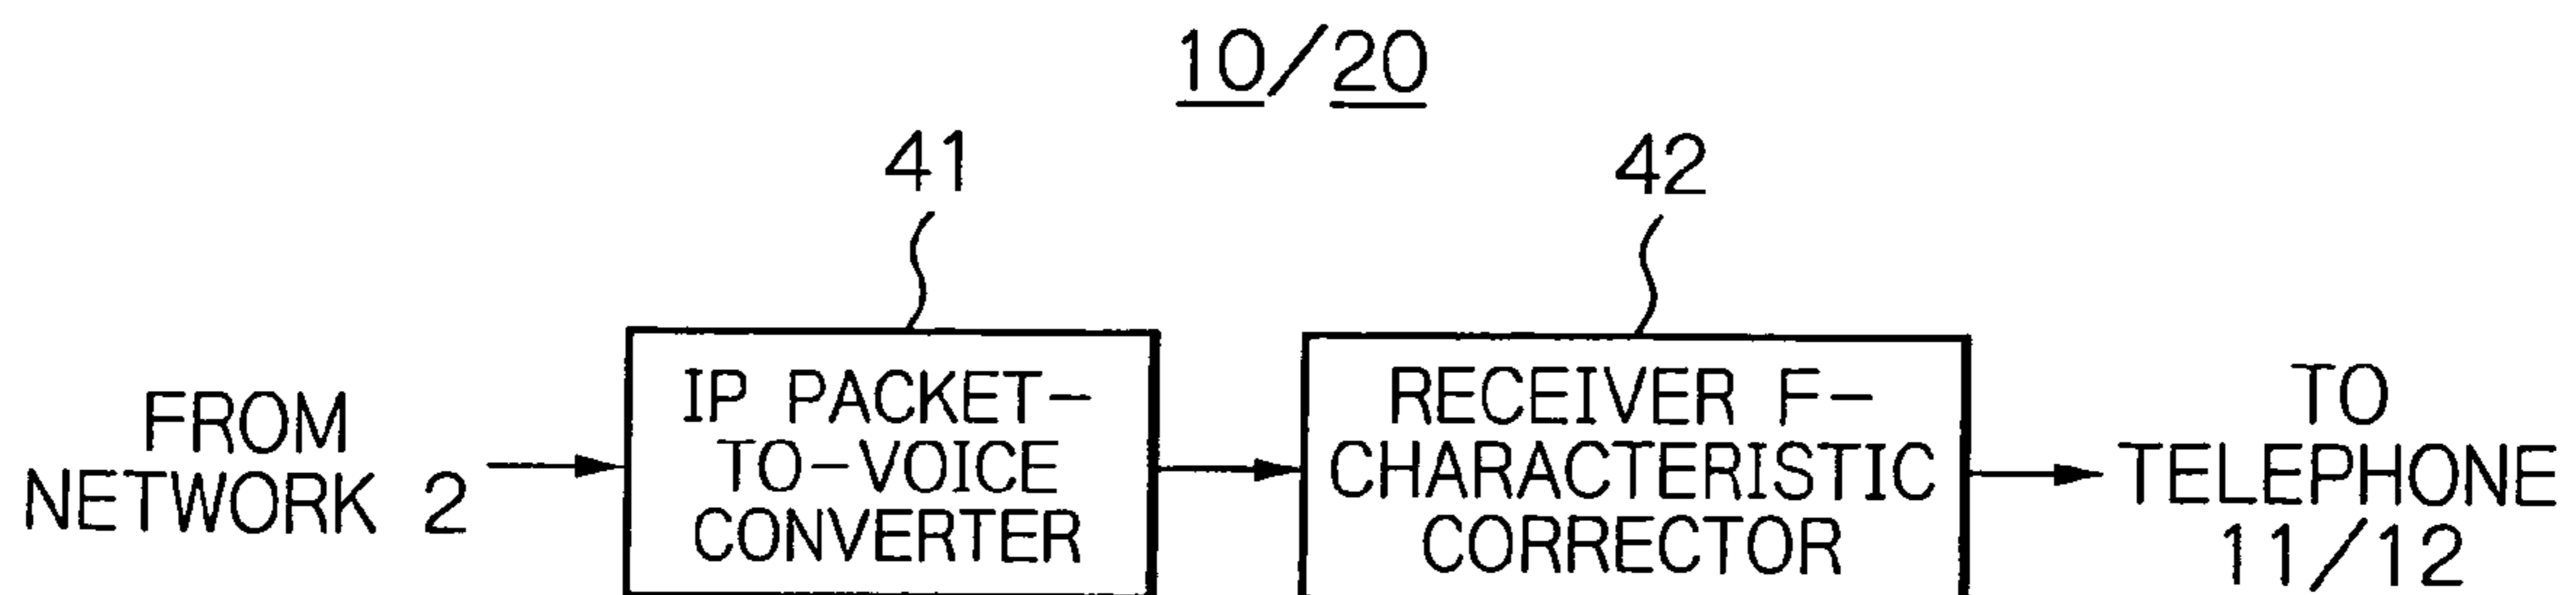 10/20
41
42
FROM
NETWORK 2
IP PACKET-
TO-VOICE
CONVERTER
RECEIVER F-
CHARACTERISTIC
CORRECTOR
TO
TELEPHONE
11/12